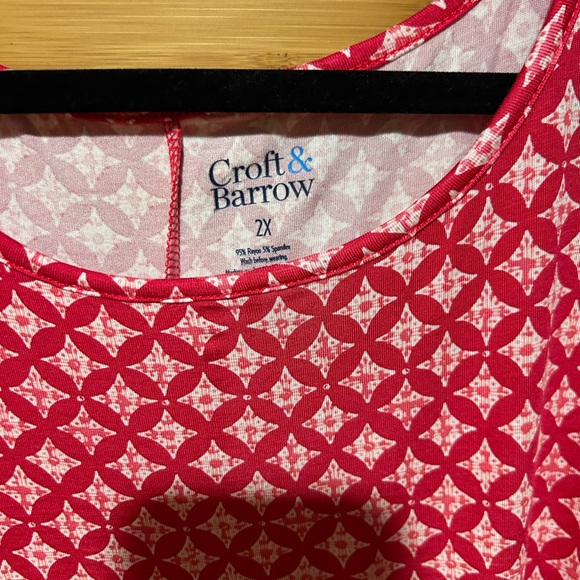 Croft&
Barrow
2X
95% Rayon 5% Spandex
Wash before wearing.